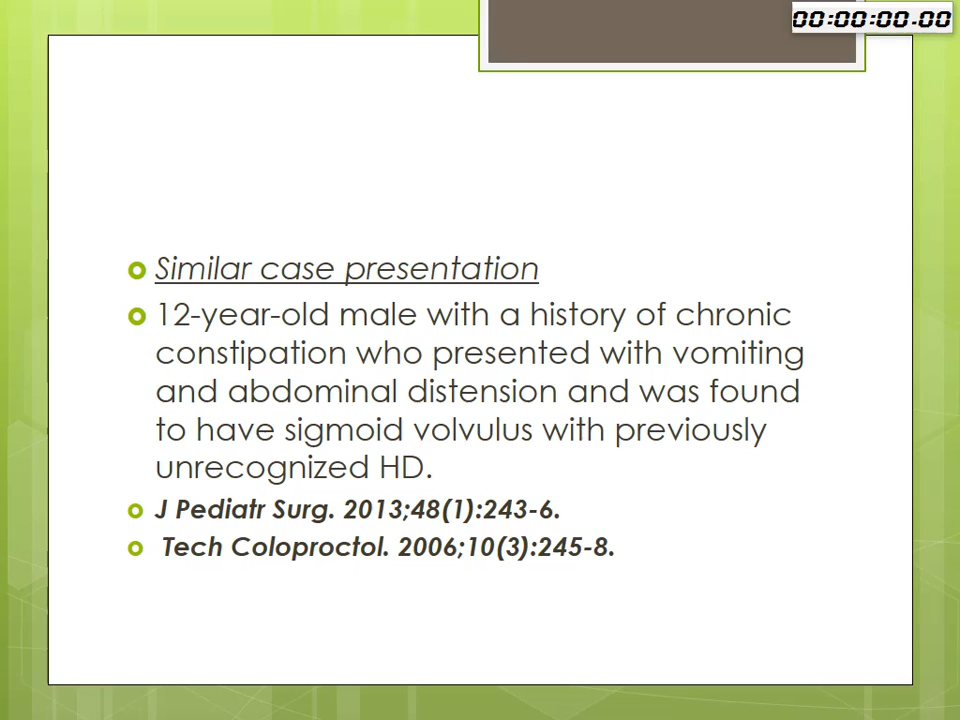 00:00:00.00
Similar case presentation
12-year-old male with a history of chronic
constipation who presented with vomiting
and abdominal distension and was found
to have sigmoid volvulus with previously
unrecognized HD.
J Pediatr Surg. 2013;48(1):243-6.
Tech Coloproctol. 2006;10(3):245-8.